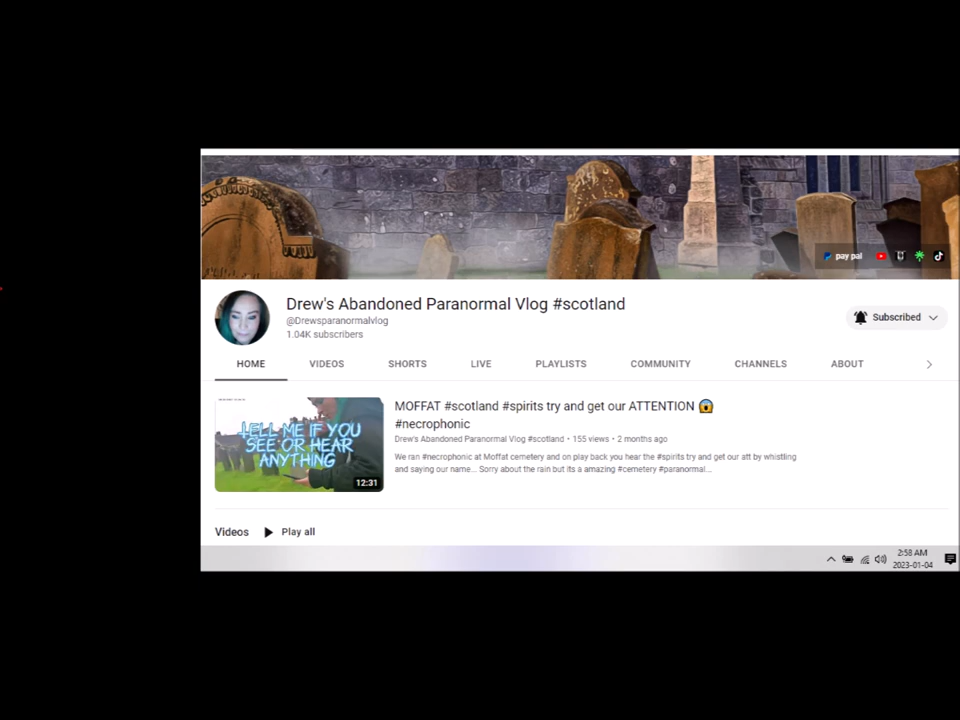 pay pal
Drew's Abandoned Paranormal Vlog #scotland
@Drewsparanormalvlog
1.04K subscribers
Subscribed
HOME VIDEOS SHORTS LIVE PLAYLISTS COMMUNITY CHANNELS ABOUT
TELL ME IF YOU
SEE OR HEAR
ANYTHING
12:31
MOFFAT #scotland #spirits try and get our ATTENTION 😱
#necrophonic
Drew's Abandoned Paranormal Vlog #scotland • 155 views • 2 months ago
We ran #necrophonic at Moffat cemetery and on play back you hear the #spirits try and get our att by whistling
and saying our name... Sorry about the rain but its a amazing #cemetery #paranormal...
Videos Play all
2:58 AM
2023-01-04